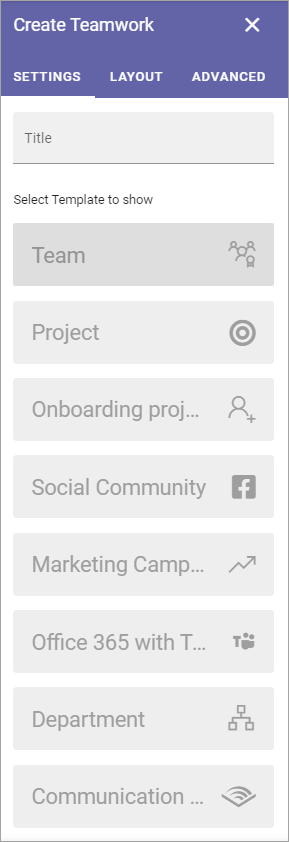 Create Teamwork
SETTINGS LAYOUT ADVANCED
Title
Select Template to show
Team
Project
Onboarding proj...
Social Community
Marketing Camp...
Office 365 with T...
Department
Communication ...